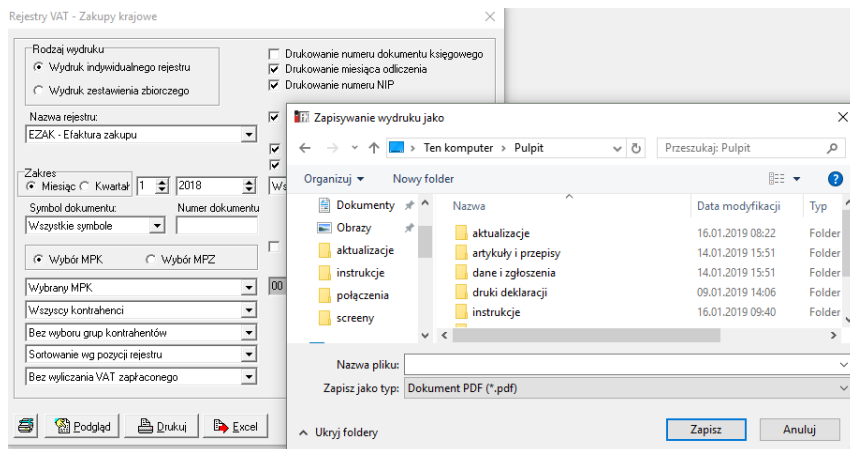 Rejestry VAT - Zakupy krajowe
Rodzaj wydruku
Wydruk indywidualnego rejestru
Wydruk zestawienia zbiorczego
Drukowanie numeru dokumentu księgowego
Drukowanie miesiąca odliczenia
Drukowanie numeru NIP
Nazwa rejestru:
EZAK - Efaktura zakupu
Zakres
Miesiąc Kwartał 1 2018
Symbol dokumentu: Numer dokumentu
Wszystkie symbole
Wybór MPK Wybór MPZ
Wybrany MPK 00
Wszyscy kontrahenci
Bez wyboru grup kontrahentów
Sortowanie wg pozycji rejestru
Bez wyliczania VAT zapłaconego
Podgląd Drukuj Excel
Zapisywanie wydruku jako
Ten komputer > Pulpit Przeszukaj: Pulpit
Organizuj Nowy folder
Dokumenty
Obrazy
aktualizacje
instrukcje
połączenia
screeny
Nazwa Data modyfikacji Typ
aktualizacje 16.01.2019 08:22 Folder
artykuły i przepisy 14.01.2019 15:51 Folder
dane i zgłoszenia 14.01.2019 15:51 Folder
druki deklaracji 09.01.2019 14:06 Folder
instrukcje 16.01.2019 09:40 Folder
Nazwa pliku:
Zapisz jako typ: Dokument PDF (*.pdf)
Ukryj foldery Zapisz Anuluj